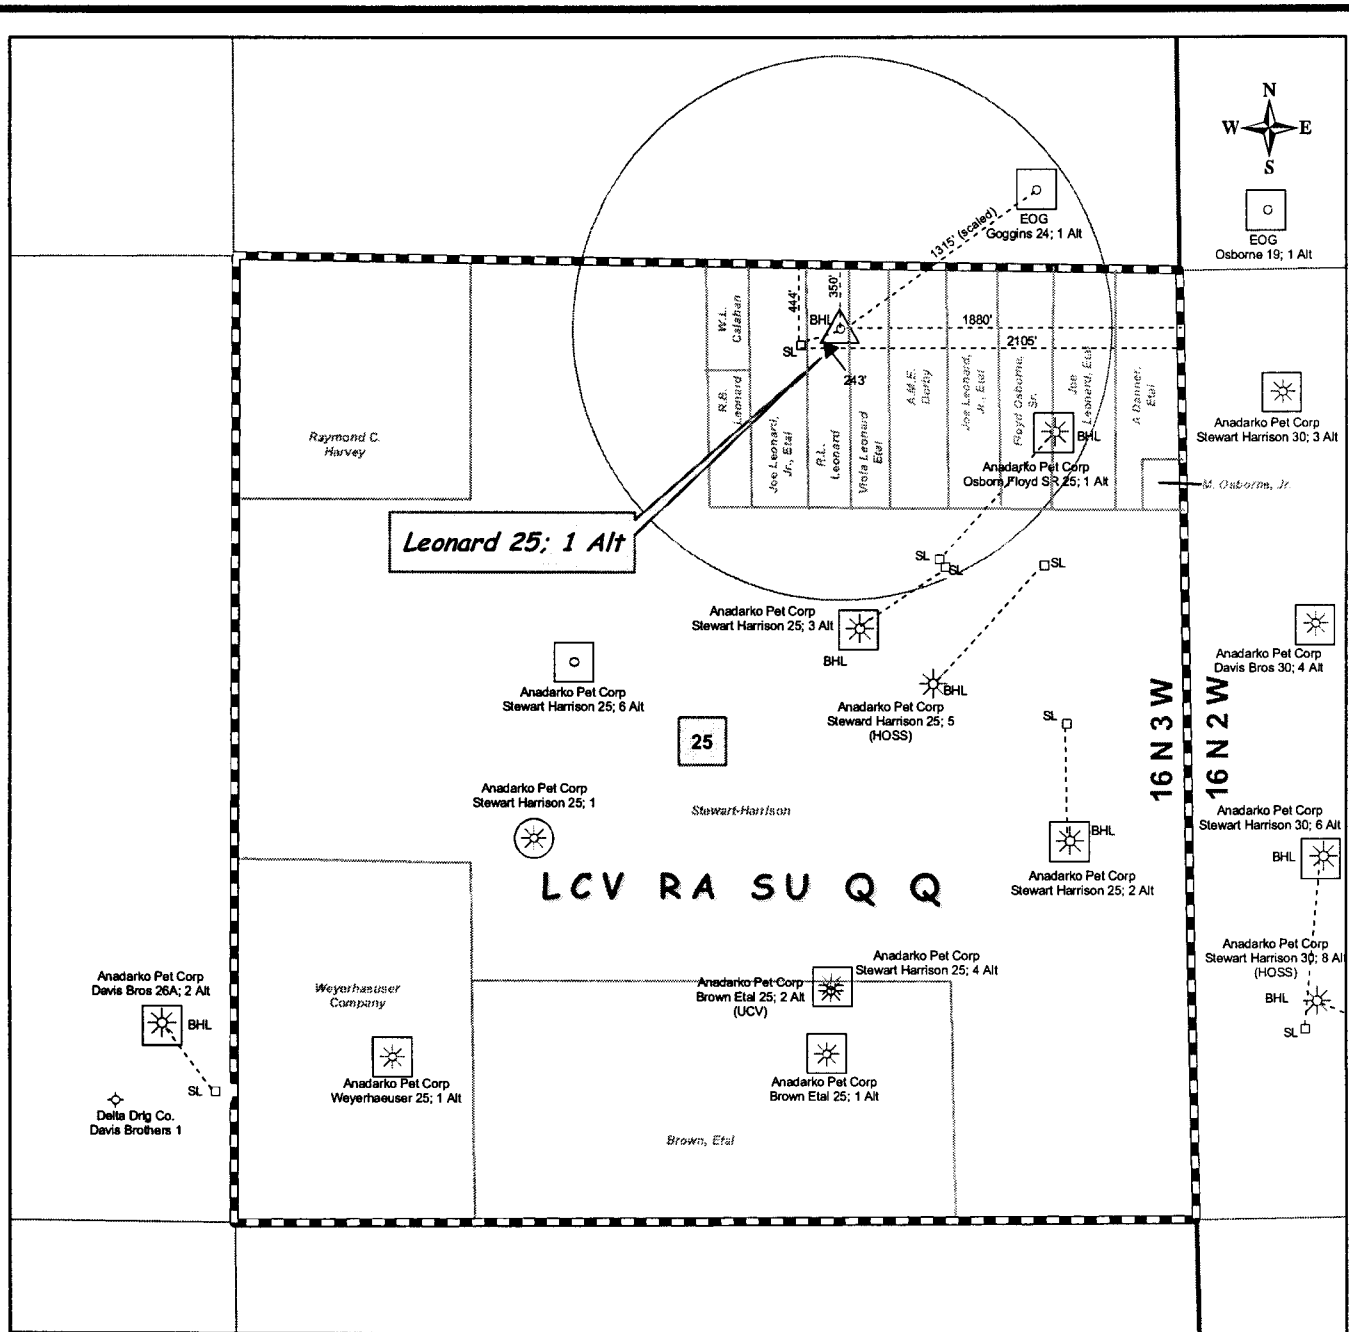 N
W E
S
EOG
Goggins 24; 1 Alt
EOG
Osborne 19; 1 Alt
1315' (scaled)
444'
350'
BHL
SL
1880'
2105'
243'
W.L.
Calahan
R.B.
Leonard
Joe Leonard,
Jr., Etal
R.L.
Leonard
Viola Leonard
Etal
A.M.E.
Derby
Joe Leonard,
Jr., Etal
Floyd Osborne,
Sr.
Joe
Leonard, Etal
A Danner,
Etal
M. Osborne, Jr.
Raymond C.
Harvey
BHL
Anadarko Pet Corp
Osborn Floyd SR 25; 1 Alt
Anadarko Pet Corp
Stewart Harrison 30; 3 Alt
Leonard 25; 1 Alt
SL
SL
SL
Anadarko Pet Corp
Stewart Harrison 25; 3 Alt
BHL
Anadarko Pet Corp
Stewart Harrison 25; 6 Alt
BHL
Anadarko Pet Corp
Steward Harrison 25; 5
(HOSS)
Anadarko Pet Corp
Davis Bros 30; 4 Alt
16 N 3 W
16 N 2 W
25
SL
Anadarko Pet Corp
Stewart Harrison 25; 1
Stewart-Harrison
BHL
Anadarko Pet Corp
Stewart Harrison 25; 2 Alt
Anadarko Pet Corp
Stewart Harrison 30; 6 Alt
BHL
LCV RA SU Q Q
Anadarko Pet Corp
Stewart Harrison 30; 8 Alt
(HOSS)
BHL
SL
Anadarko Pet Corp
Stewart Harrison 25; 4 Alt
Anadarko Pet Corp
Brown Etal 25; 2 Alt
(UCV)
Anadarko Pet Corp
Davis Bros 26A; 2 Alt
BHL
SL
Weyerhaeuser
Company
Anadarko Pet Corp
Weyerhaeuser 25; 1 Alt
Anadarko Pet Corp
Brown Etal 25; 1 Alt
Delta Drlg Co.
Davis Brothers 1
Brown, Etal